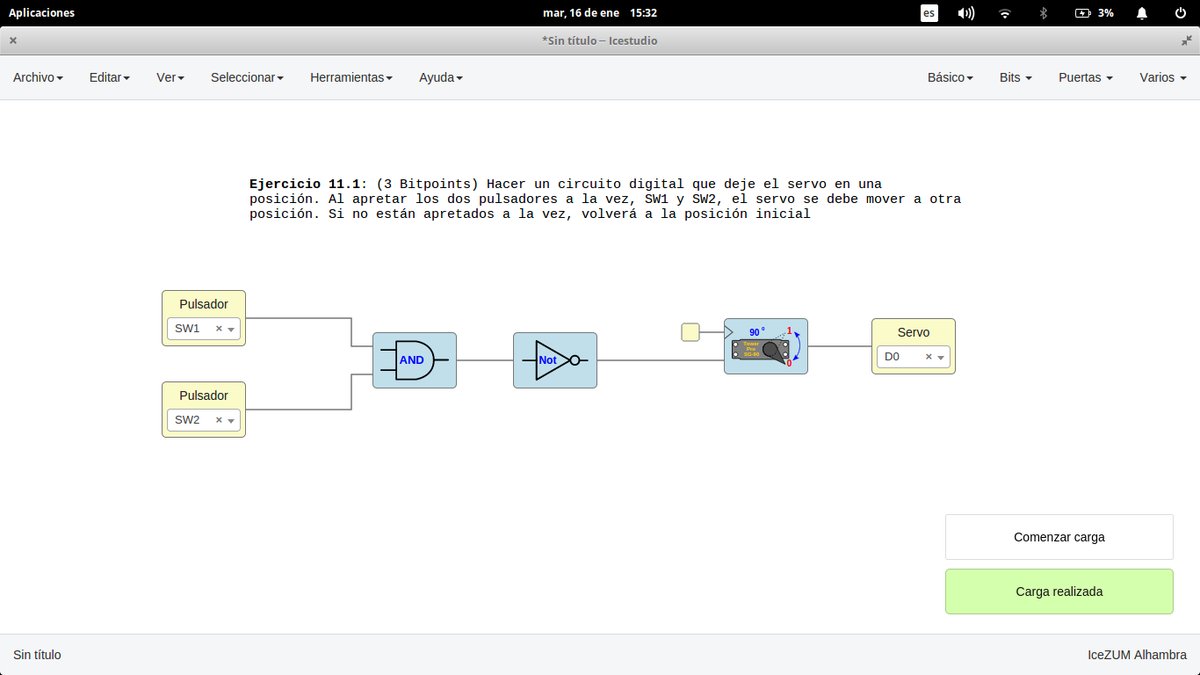 Aplicaciones
mar, 16 de ene 15:32
es
3%
*Sin título – Icestudio
Archivo
Editar
Ver
Seleccionar
Herramientas
Ayuda
Básico
Bits
Puertas
Varios
Ejercicio 11.1: (3 Bitpoints) Hacer un circuito digital que deje el servo en una
posición. Al apretar los dos pulsadores a la vez, SW1 y SW2, el servo se debe mover a otra
posición. Si no están apretados a la vez, volverá a la posición inicial
Pulsador
SW1
Pulsador
SW2
AND
Not
90 °
1
Tower
Pro
SG-90
0
Servo
D0
Comenzar carga
Carga realizada
Sin título
IceZUM Alhambra